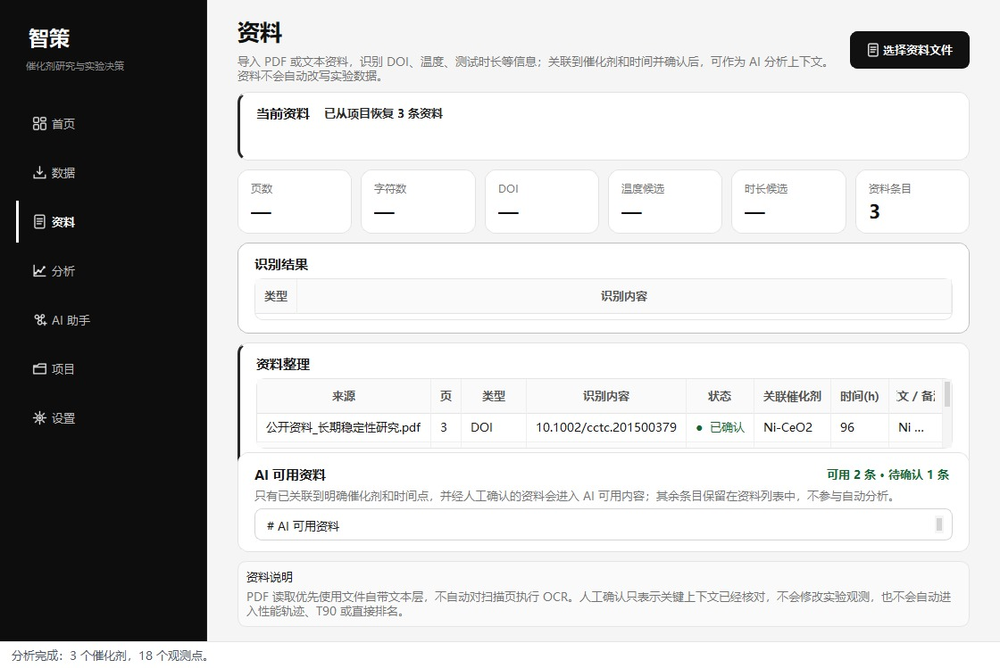 智策
催化剂研究与实验决策
首页
数据
资料
分析
AI 助手
项目
设置
资料
导入 PDF 或文本资料，识别 DOI、温度、测试时长等信息；关联到催化剂和时间并确认后，可作为 AI 分析上下文。
资料不会自动改写实验数据。
选择资料文件
当前资料 已从项目恢复 3 条资料
页数 字符数 DOI 温度候选 时长候选 资料条目
— — — — — 3
识别结果
类型 识别内容
资料整理
来源 页 类型 识别内容 状态 关联催化剂 时间(h) 文 / 备
公开资料_长期稳定性研究.pdf 3 DOI 10.1002/cctc.201500379 ● 已确认 Ni-CeO2 96 Ni ...
AI 可用资料 可用 2 条 • 待确认 1 条
只有已关联到明确催化剂和时间点，并经人工确认的资料会进入 AI 可用内容；其余条目保留在资料列表中，不参与自动分析。
# AI 可用资料
资料说明
PDF 读取优先使用文件自带文本层，不自动对扫描页执行 OCR。人工确认只表示关键上下文已经核对，不会修改实验观测，也不会自动进
入性能轨迹、T90 或直接排名。
分析完成：3 个催化剂，18 个观测点。